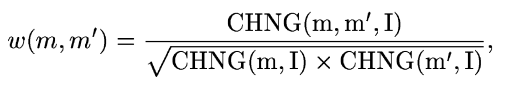 w(m, m′) = CHNG(m, m′, I) / √(CHNG(m, I) × CHNG(m′, I)),